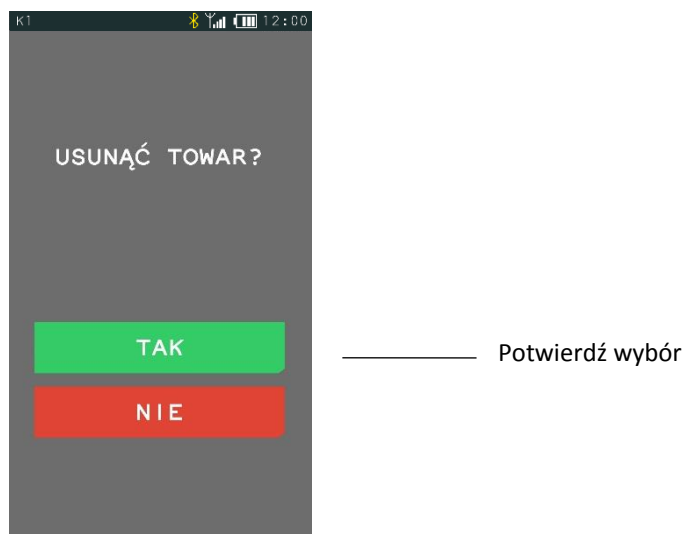 K1 12:00
USUNĄĆ TOWAR?
TAK
Potwierdź wybór
NIE